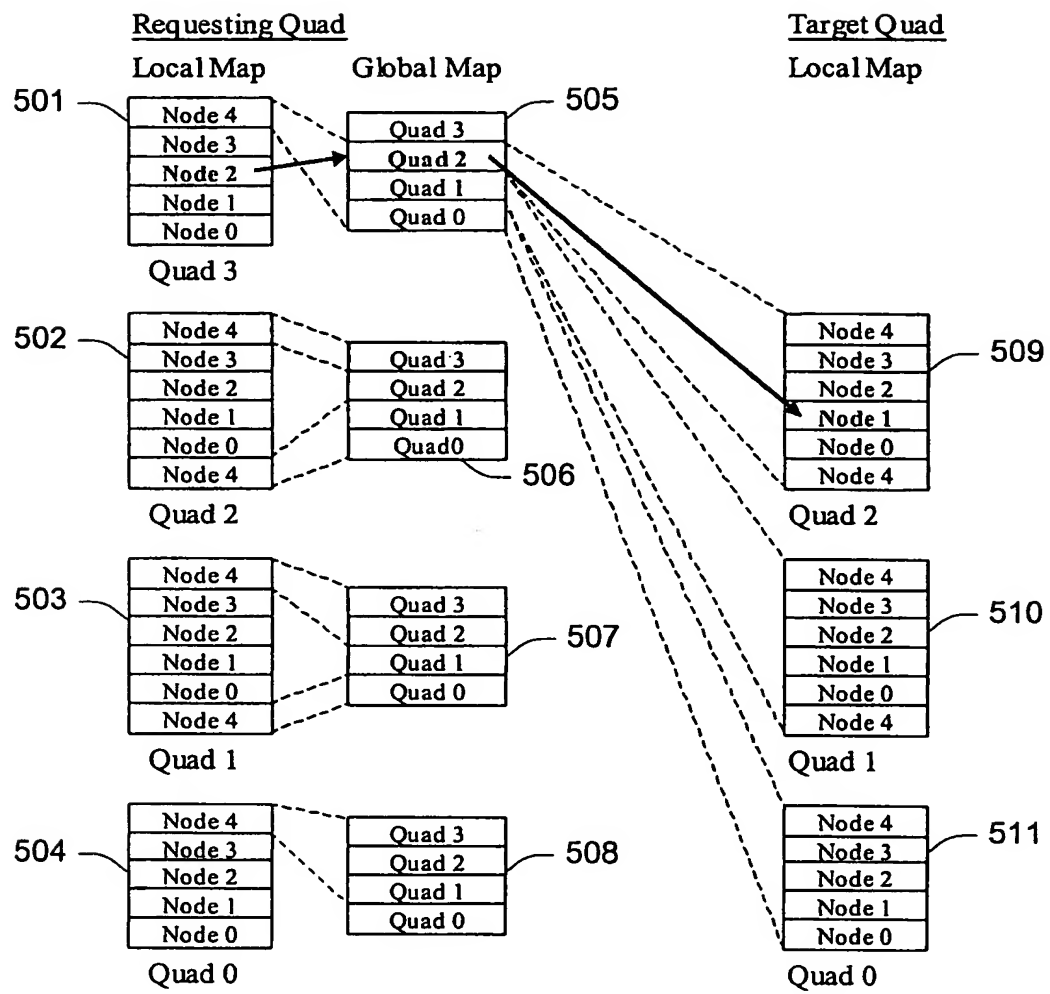 Requesting Quad
Target Quad
Local Map
Global Map
Local Map
501
Node 4
Node 3
Node 2
Node 1
Node 0
Quad 3
505
Quad 3
Quad 2
Quad 1
Quad 0
502
Node 4
Node 3
Node 2
Node 1
Node 0
Node 4
Quad 2
Quad 3
Quad 2
Quad 1
Quad0
506
Node 4
Node 3
Node 2
Node 1
Node 0
Node 4
509
Quad 2
503
Node 4
Node 3
Node 2
Node 1
Node 0
Node 4
Quad 1
Quad 3
Quad 2
Quad 1
Quad 0
507
Node 4
Node 3
Node 2
Node 1
Node 0
Node 4
510
Quad 1
504
Node 4
Node 3
Node 2
Node 1
Node 0
Quad 0
Quad 3
Quad 2
Quad 1
Quad 0
508
Node 4
Node 3
Node 2
Node 1
Node 0
511
Quad 0